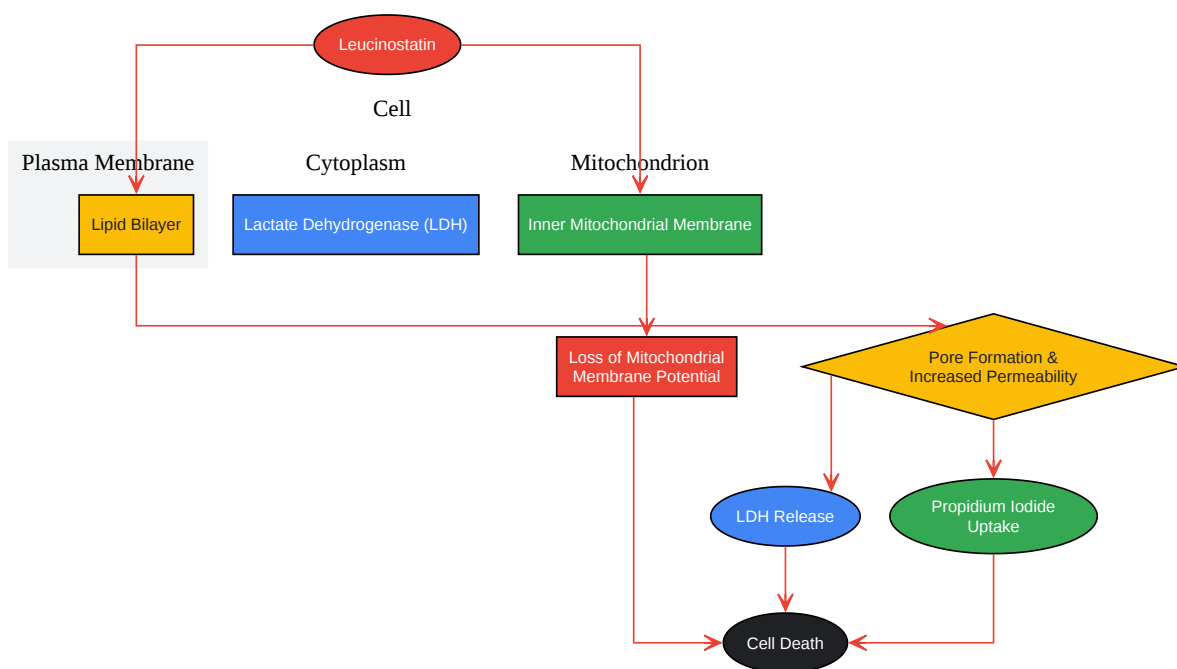 Leucinostatin
Cell
Plasma Membrane
Cytoplasm
Mitochondrion
Lipid Bilayer
Lactate Dehydrogenase (LDH)
Inner Mitochondrial Membrane
Loss of Mitochondrial
Membrane Potential
Pore Formation &
Increased Permeability
LDH Release
Propidium Iodide
Uptake
Cell Death